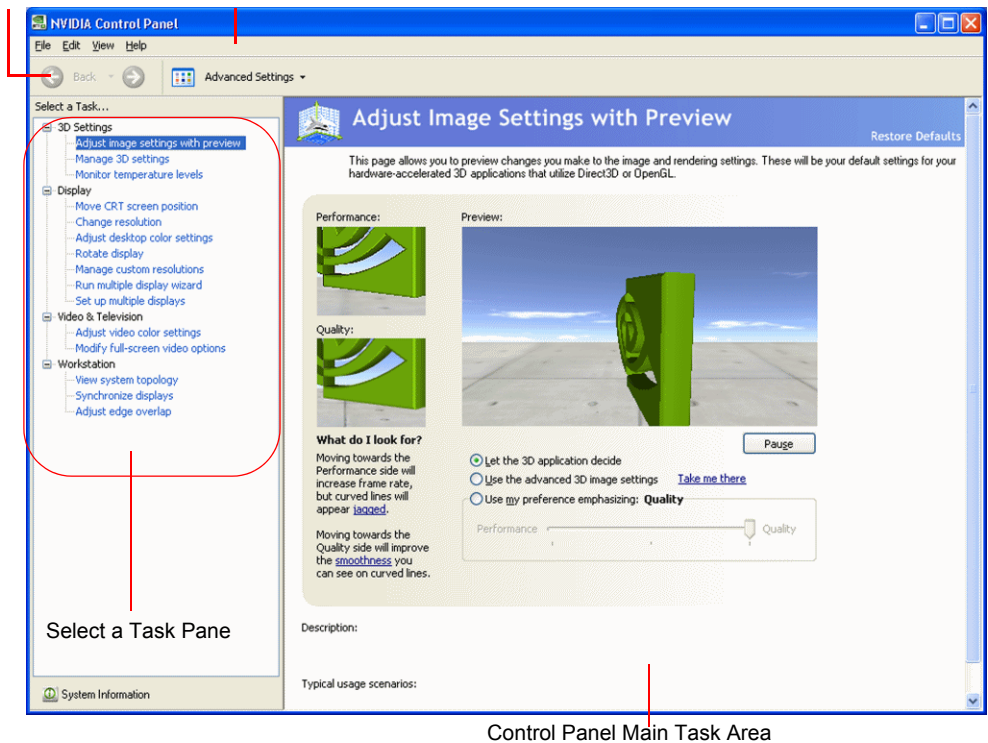 NVIDIA Control Panel
File Edit View Help
Back
Advanced Settings
Select a Task...
3D Settings
Adjust image settings with preview
Manage 3D settings
Monitor temperature levels
Display
Move CRT screen position
Change resolution
Adjust desktop color settings
Rotate display
Manage custom resolutions
Run multiple display wizard
Set up multiple displays
Video & Television
Adjust video color settings
Modify full-screen video options
Workstation
View system topology
Synchronize displays
Adjust edge overlap
Select a Task Pane
System Information
Adjust Image Settings with Preview
Restore Defaults
This page allows you to preview changes you make to the image and rendering settings. These will be your default settings for your
hardware-accelerated 3D applications that utilize Direct3D or OpenGL.
Performance:
Quality:
What do I look for?
Moving towards the
Performance side will
increase frame rate,
but curved lines will
appear jagged.
Moving towards the
Quality side will improve
the smoothness you
can see on curved lines.
Preview:
Pause
Let the 3D application decide
Use the advanced 3D image settings Take me there
Use my preference emphasizing: Quality
Performance Quality
Description:
Typical usage scenarios:
Control Panel Main Task Area